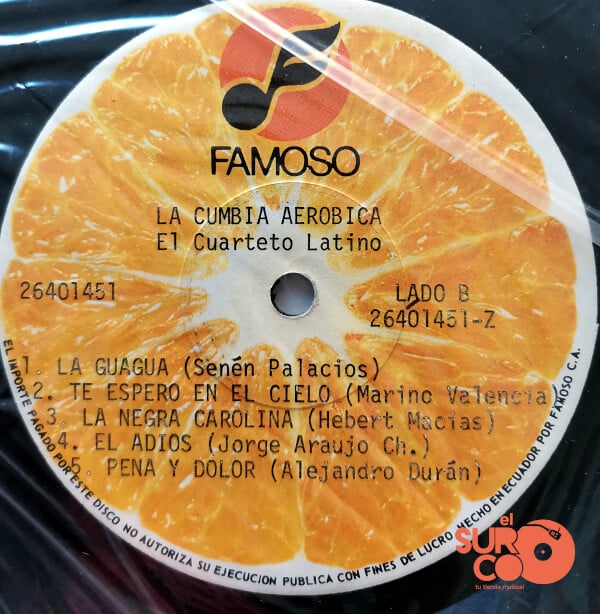 FAMOSO
LA CUMBIA AEROBICA
El Cuarteto Latino
26401451
LADO B
26401451-Z
1. LA GUAGUA (Senén Palacios)
2. TE ESPERO EN EL CIELO (Marino Valencia)
3. LA NEGRA CAROLINA (Hebert Macias)
4. EL ADIOS (Jorge Araujo Ch.)
5. PENA Y DOLOR (Alejandro Durán)
EL IMPORTE PAGADO POR ESTE DISCO NO AUTORIZA SU EJECUCION PUBLICA CON FINES DE LUCRO HECHO EN ECUADOR POR FAMOSO C.A.
el
SUR
CO
tu tienda musical